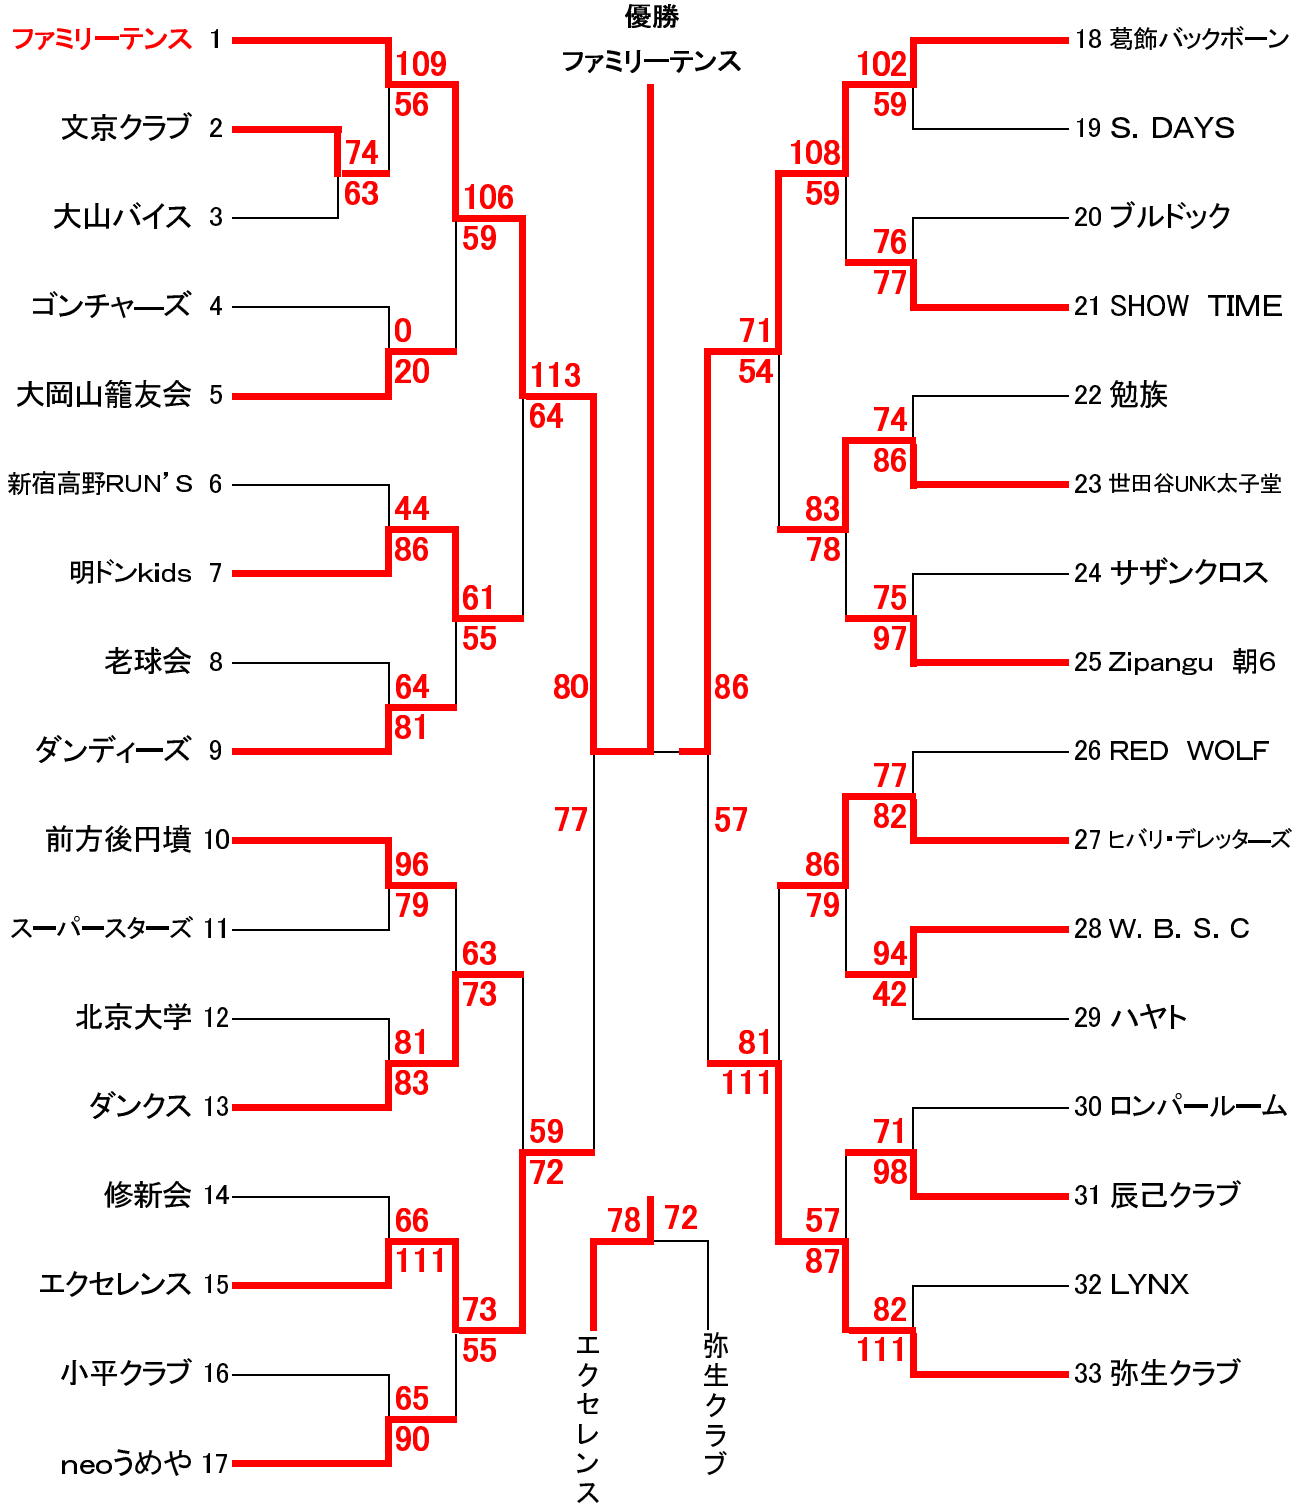 優勝
ファミリーテンス
ファミリーテンス 1
文京クラブ 2
大山バイス 3
ゴンチャーズ 4
大岡山籠友会 5
新宿高野RUN'S 6
明ドンkids 7
老球会 8
ダンディーズ 9
前方後円墳 10
スーパースターズ 11
北京大学 12
ダンクス 13
修新会 14
エクセレンス 15
小平クラブ 16
neoうめや 17
109
56
74
63
106
59
0
20
113
64
44
86
61
55
64
81
80
77
96
79
63
73
81
83
59
72
66
111
73
55
65
90
78
72
エクセレンス
弥生クラブ
102
59
108
59
76
77
71
54
74
86
83
78
75
97
86
57
77
82
86
79
94
42
81
111
71
98
57
87
82
111
18 葛飾バックボーン
19 S. DAYS
20 ブルドック
21 SHOW TIME
22 勉族
23 世田谷UNK太子堂
24 サザンクロス
25 Zipangu 朝6
26 RED WOLF
27 ヒバリ・デレッターズ
28 W. B. S. C
29 ハヤト
30 ロンパールーム
31 辰己クラブ
32 LYNX
33 弥生クラブ